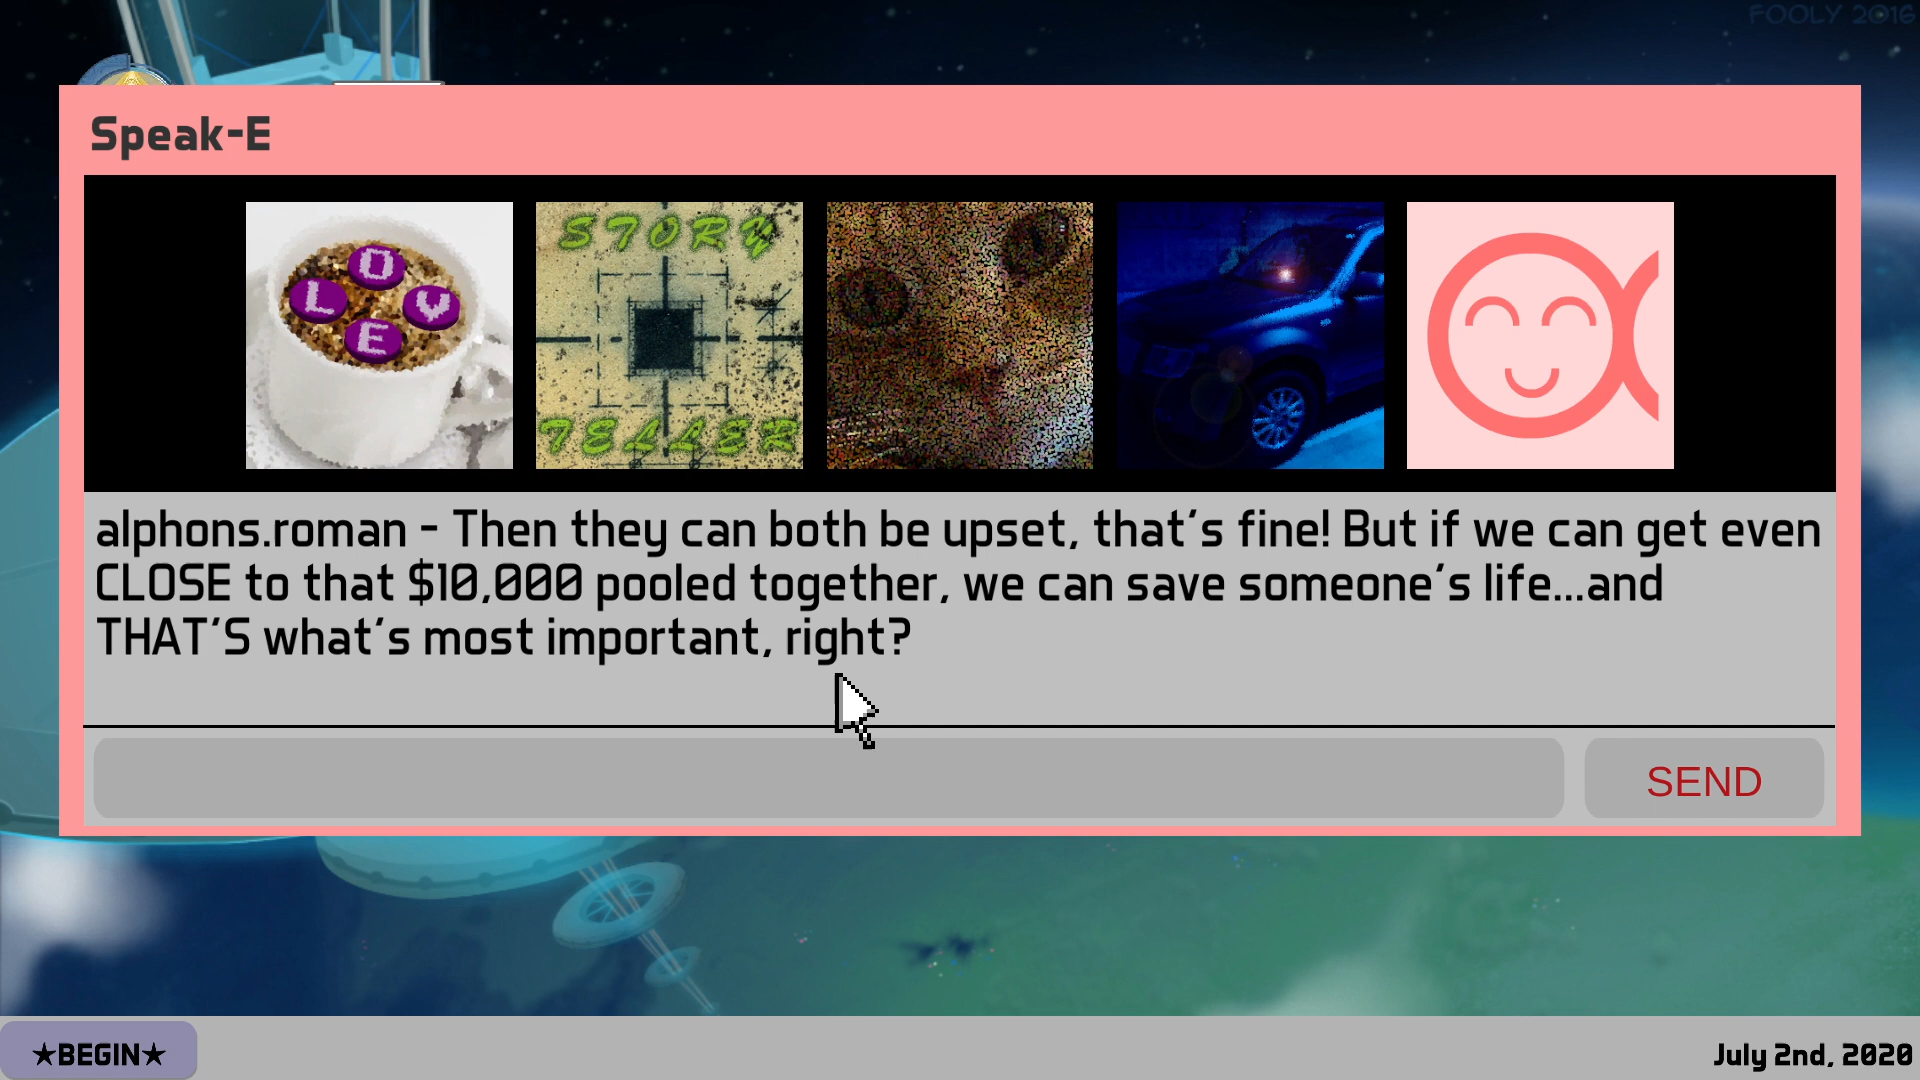 FOOLY 2016
Speak-E
L O V E
STORY
TELLER
alphons.roman - Then they can both be upset, that's fine! But if we can get even
CLOSE to that $10,000 pooled together, we can save someone's life...and
THAT'S what's most important, right?
SEND
★BEGIN★
July 2nd, 2020